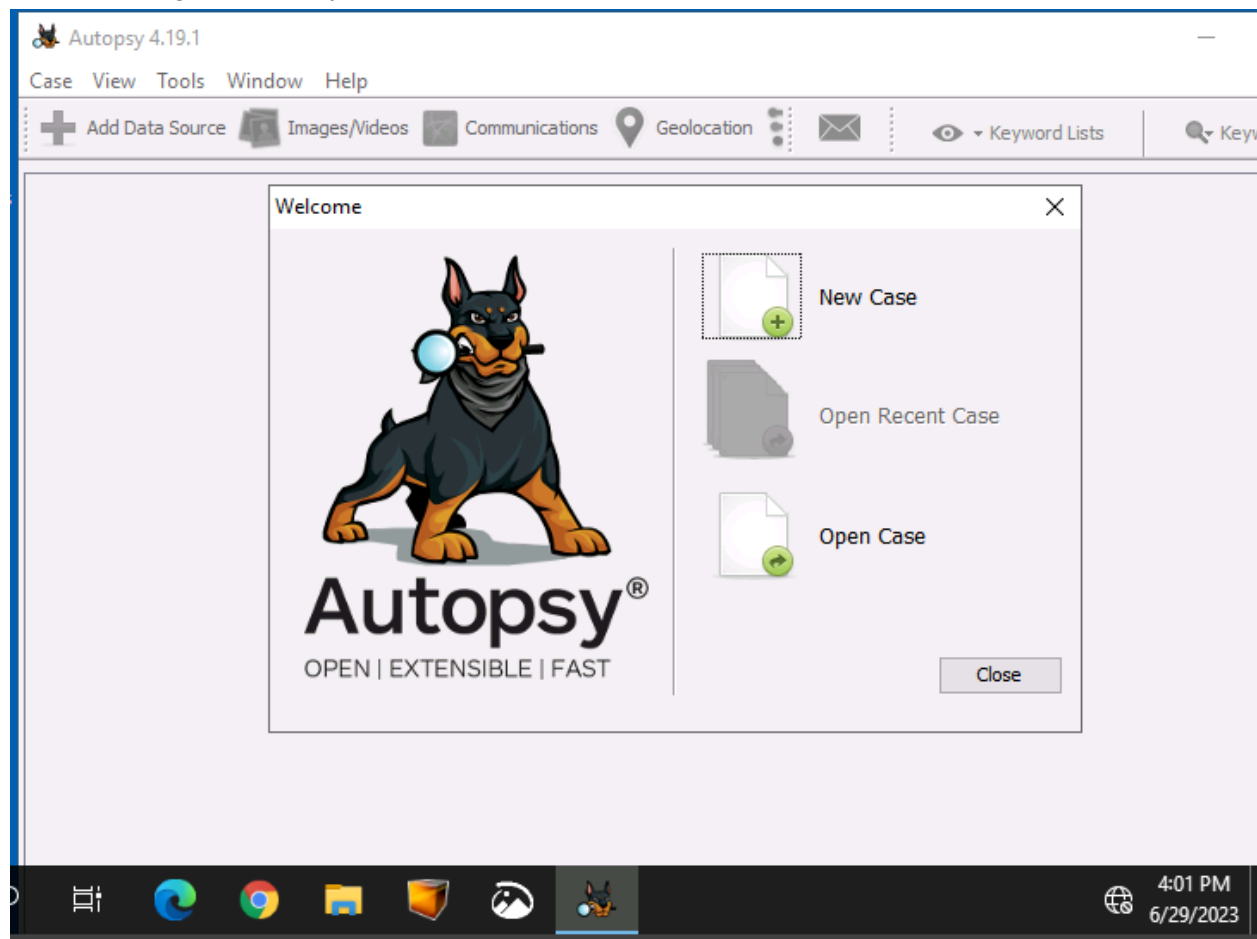 Autopsy 4.19.1
Case View Tools Window Help
Add Data Source Images/Videos Communications Geolocation Keyword Lists
Welcome
New Case
Open Recent Case
Open Case
Autopsy®
OPEN | EXTENSIBLE | FAST
Close
4:01 PM
6/29/2023